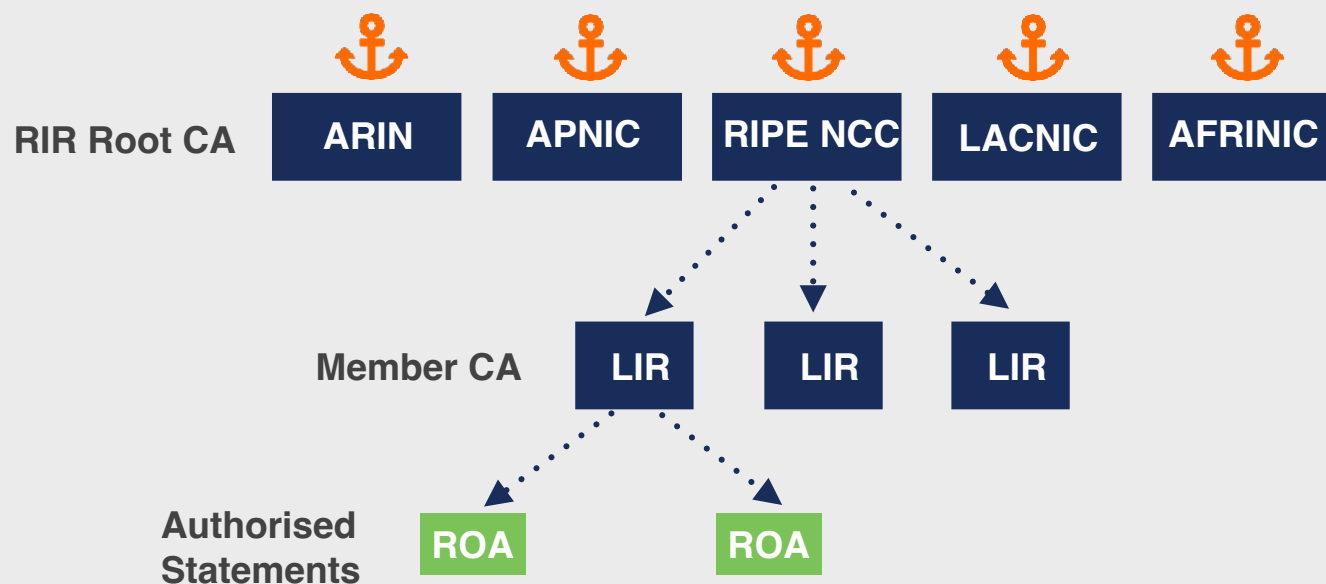 RIR Root CA
ARIN
APNIC
RIPE NCC
LACNIC
AFRINIC
Member CA
LIR
LIR
LIR
Authorised
Statements
ROA
ROA